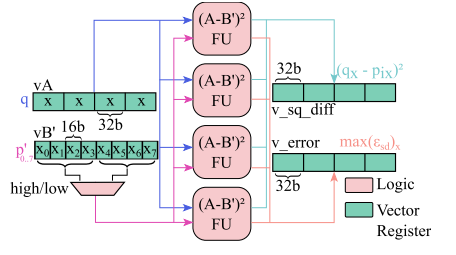 (A-B')²
FU
(A-B')²
FU
(A-B')²
FU
(A-B')²
FU
vA
q
x x x x
32b
vB'
16b
p'0..7
x0 x1 x2 x3 x4 x5 x6 x7
high/low
32b
(qx - pix)²
v_sq_diff
v_error
max(εsd)x
32b
Logic
Vector
Register